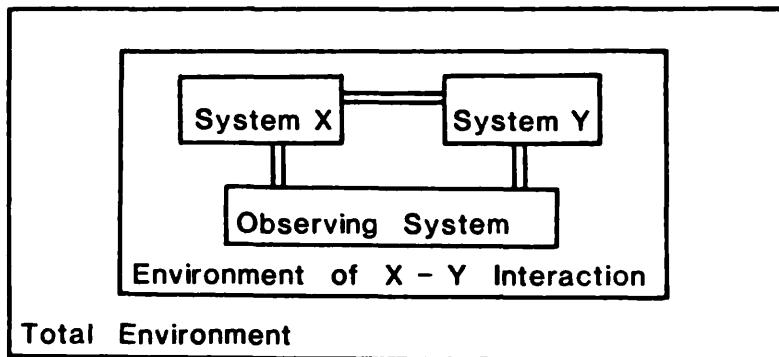 System X
System Y
Observing System
Environment of X - Y Interaction
Total Environment